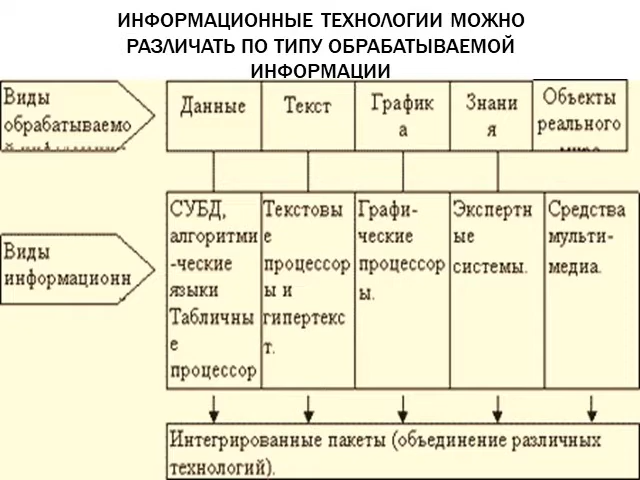 ИНФОРМАЦИОННЫЕ ТЕХНОЛОГИИ МОЖНО
РАЗЛИЧАТЬ ПО ТИПУ ОБРАБАТЫВАЕМОЙ
ИНФОРМАЦИИ
Виды
обрабатываемо
Данные
Текст
График
а
Знани
я
Объекты
реального
мира
Виды
информационн
СУБД,
алгоритми
-ческие
языки
Табличны
е
процессор
Текстовы
е
процессор
ы и
гипертекс
т.
Графи-
ческие
процессор
ы.
Экспертн
ые
системы.
Средства
мульти-
медиа.
Интегрированные пакеты (объединение различных
технологий).